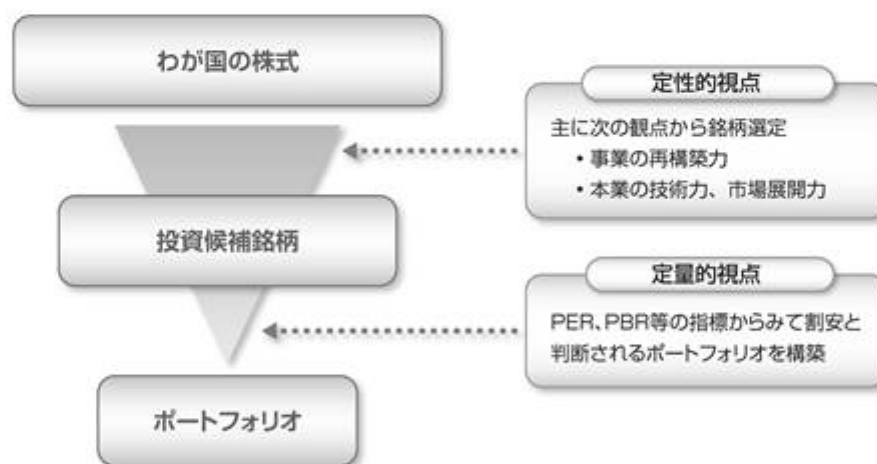 わが国の株式
定性的視点
主に次の観点から銘柄選定
・事業の再構築力
・本業の技術力、市場展開力
投資候補銘柄
定量的視点
PER、PBR等の指標からみて割安と
判断されるポートフォリオを構築
ポートフォリオ